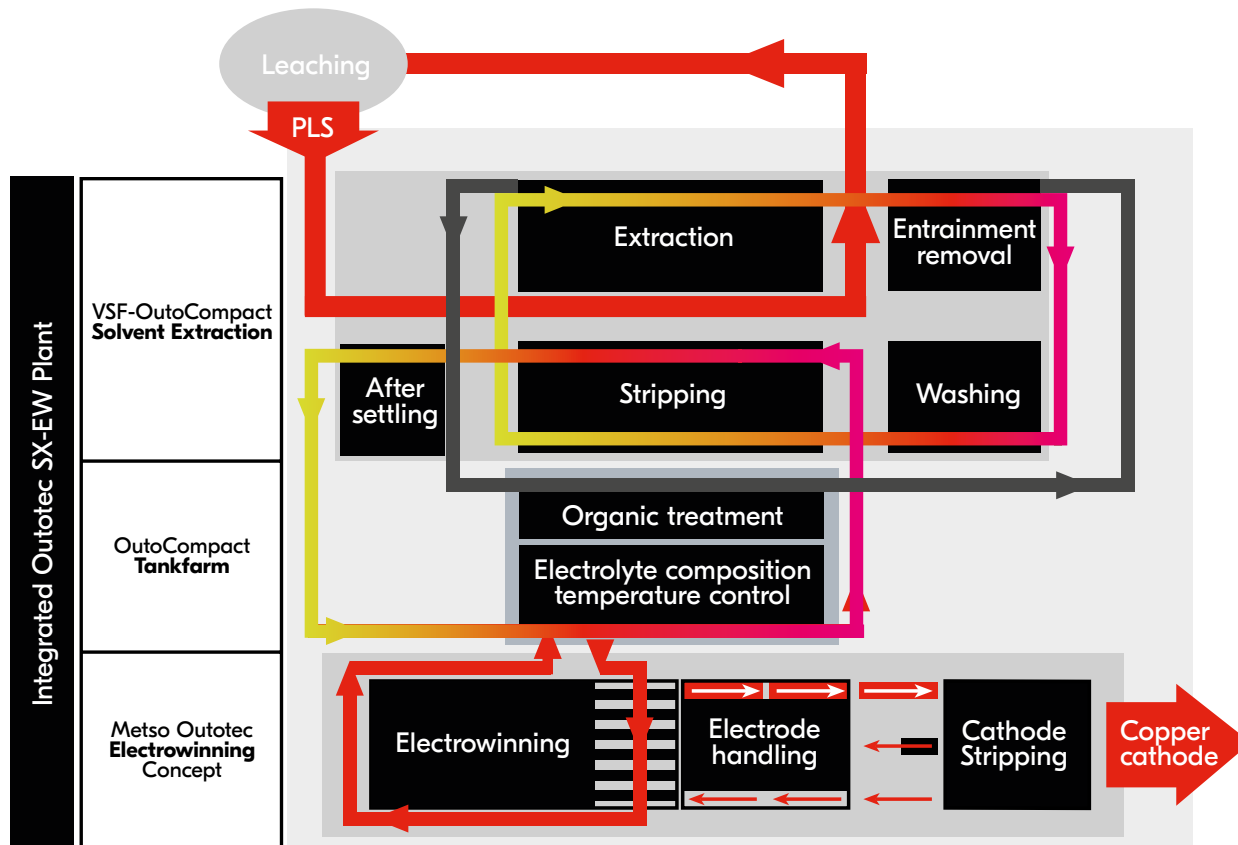 Leaching
PLS
Integrated Outotec SX-EW Plant
VSF-OutoCompact
Solvent Extraction
Extraction
Entrainment
removal
After
settling
Stripping
Washing
OutoCompact
Tankfarm
Organic treatment
Electrolyte composition
temperature control
Metso Outotec
Electrowinning
Concept
Electrowinning
Electrode
handling
Cathode
Stripping
Copper
cathode